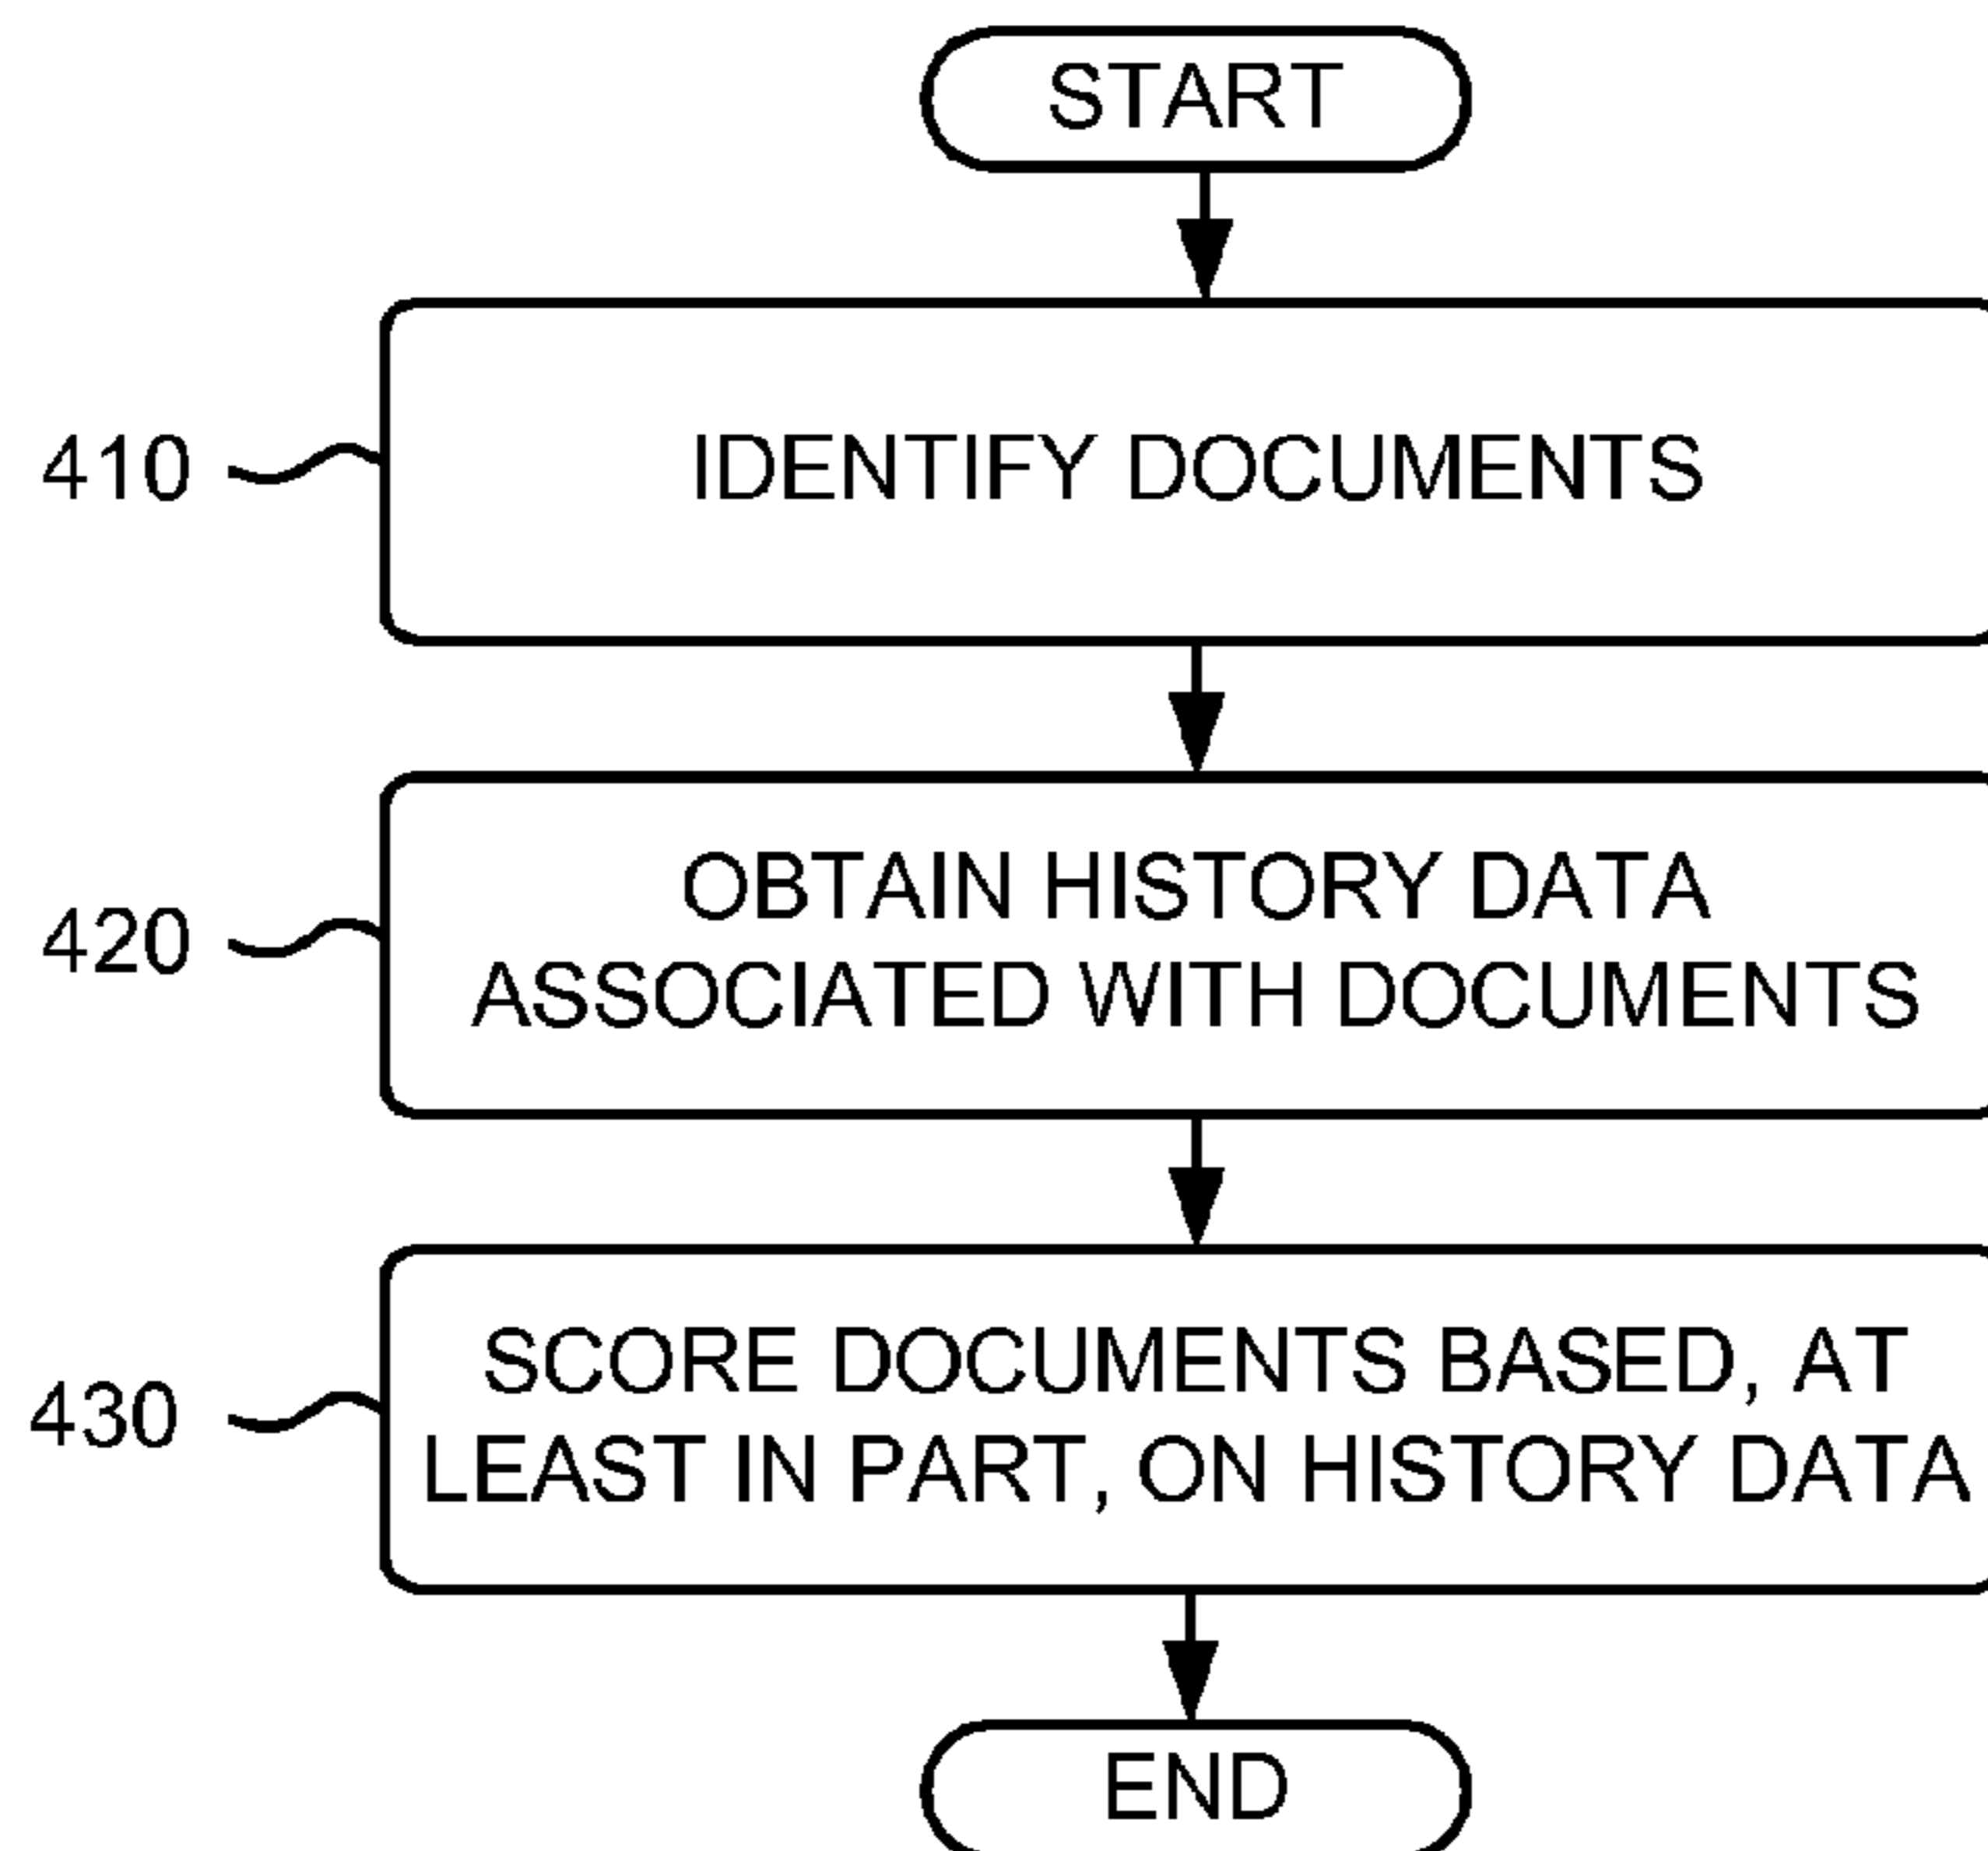 START
410
IDENTIFY DOCUMENTS
420
OBTAIN HISTORY DATA
ASSOCIATED WITH DOCUMENTS
430
SCORE DOCUMENTS BASED, AT
LEAST IN PART, ON HISTORY DATA
END